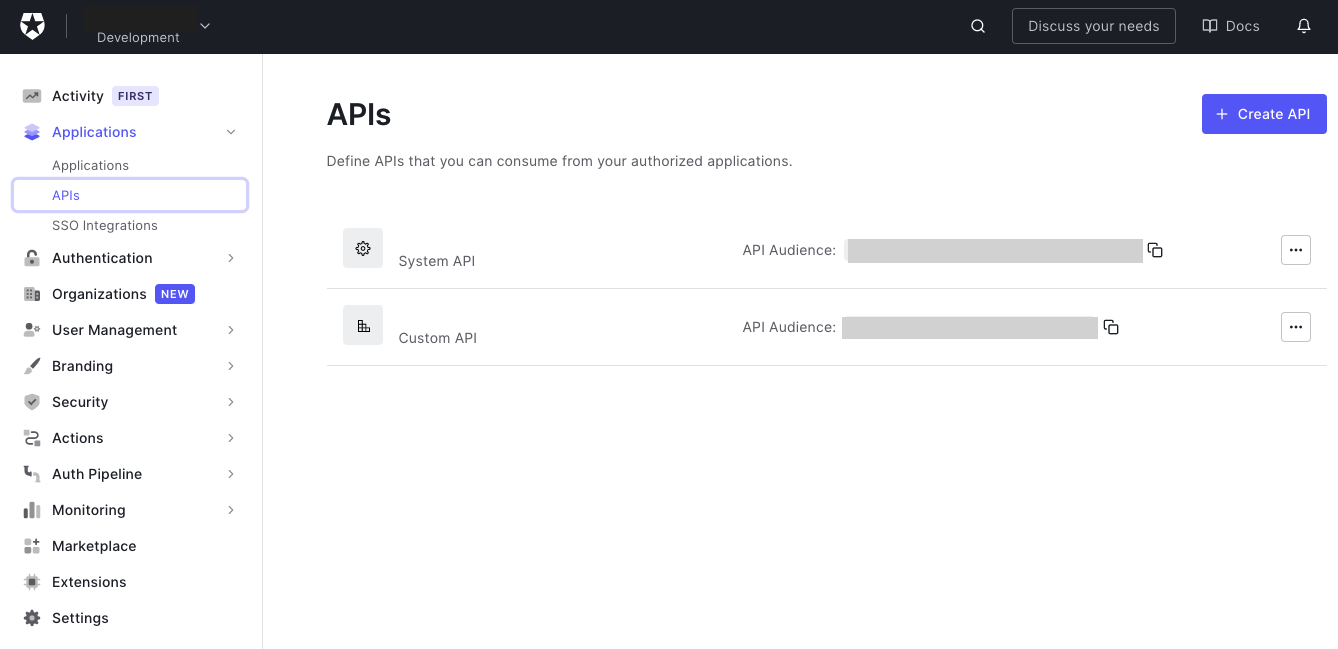 Development
Discuss your needs
Docs
Activity FIRST
Applications
Applications
APIs
SSO Integrations
Authentication
Organizations NEW
User Management
Branding
Security
Actions
Auth Pipeline
Monitoring
Marketplace
Extensions
Settings
APIs
+ Create API
Define APIs that you can consume from your authorized applications.
System API
API Audience:
Custom API
API Audience: